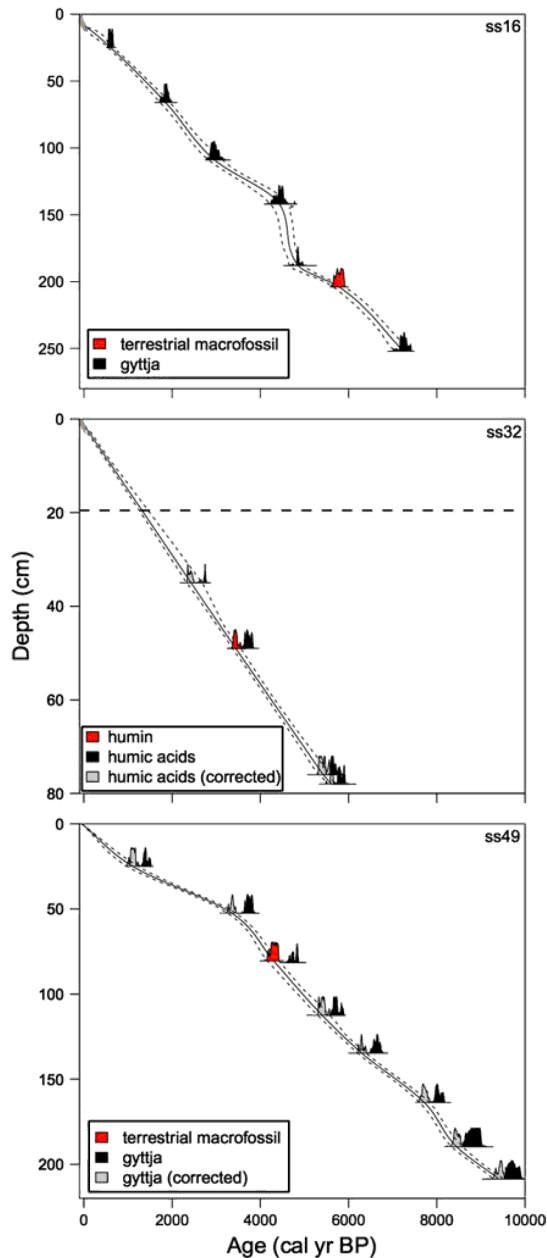 0
50
100
150
200
250
ss16
terrestrial macrofossil
gyttja
0
20
40
60
80
ss32
humin
humic acids
humic acids (corrected)
Depth (cm)
0
50
100
150
200
ss49
terrestrial macrofossil
gyttja
gyttja (corrected)
0 2000 4000 6000 8000 10000
Age (cal yr BP)